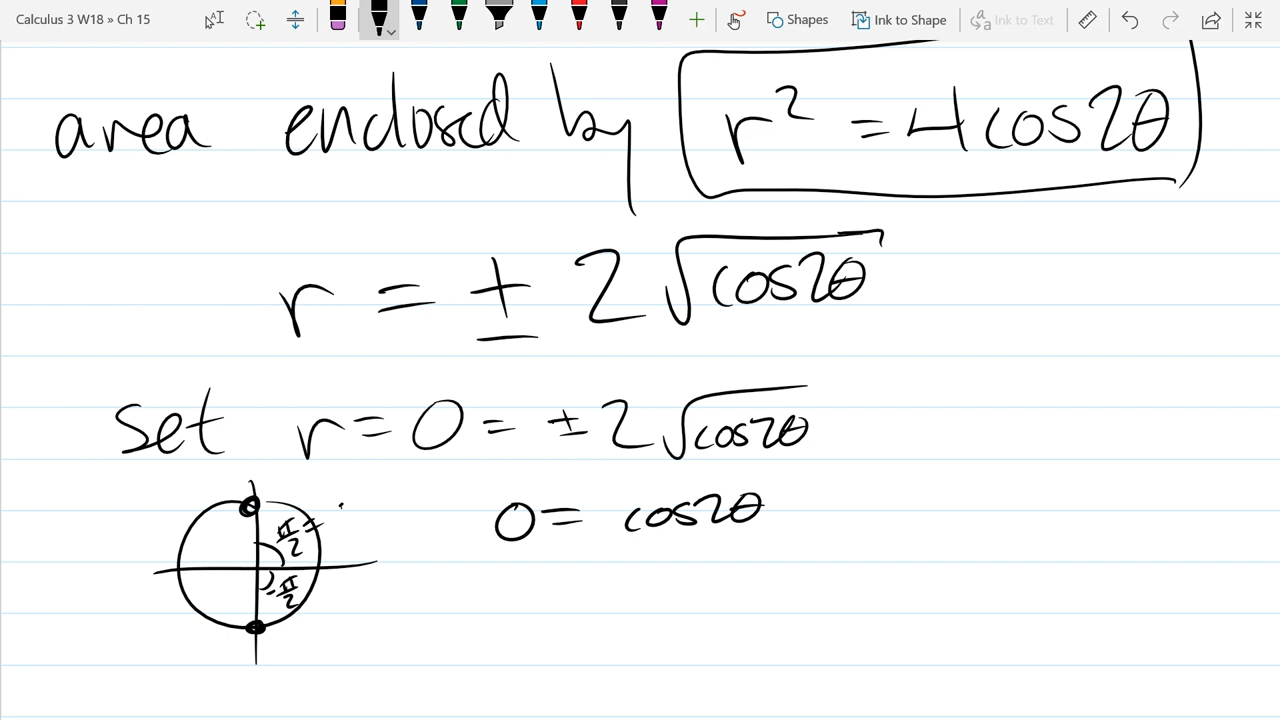 Calculus 3 W18 » Ch 15
Shapes
Ink to Shape
Ink to Text
area enclosed by r² = 4cos2θ
r = ± 2√cos2θ
set r = 0 = ± 2√cos2θ
0 = cos2θ
π/2 =
-π/2